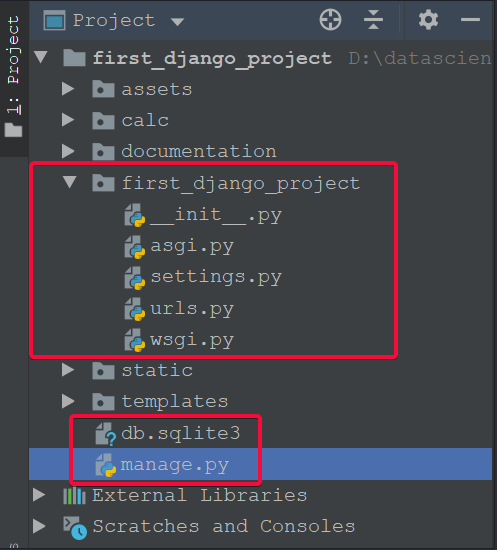 Project
1: Project
first_django_project D:\datascien
assets
calc
documentation
first_django_project
__init__.py
asgi.py
settings.py
urls.py
wsgi.py
static
templates
db.sqlite3
manage.py
External Libraries
Scratches and Consoles